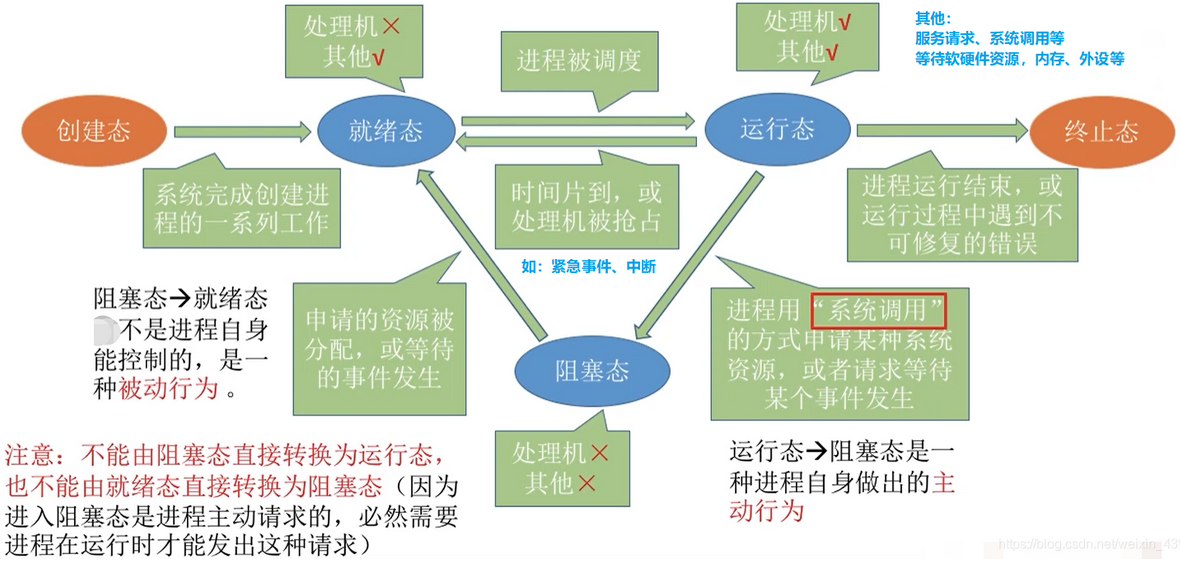 处理机×
其他√
进程被调度
处理机√
其他√
其他：
服务请求、系统调用等
等待软硬件资源，内存、外设等
创建态
就绪态
运行态
终止态
系统完成创建进
程的一系列工作
时间片到，或
处理机被抢占
如：紧急事件、中断
进程运行结束，或
运行过程中遇到不
可修复的错误
阻塞态→就绪态
不是进程自身
能控制的，是一
种被动行为。
申请的资源被
分配，或等待
的事件发生
阻塞态
进程用“系统调用”
的方式申请某种系统
资源，或者请求等待
某个事件发生
处理机×
其他×
运行态→阻塞态是一
种进程自身做出的主
动行为
注意：不能由阻塞态直接转换为运行态，
也不能由就绪态直接转换为阻塞态（因为
进入阻塞态是进程主动请求的，必然需要
进程在运行时才能发出这种请求）
https://blog.csdn.net/weixin_43